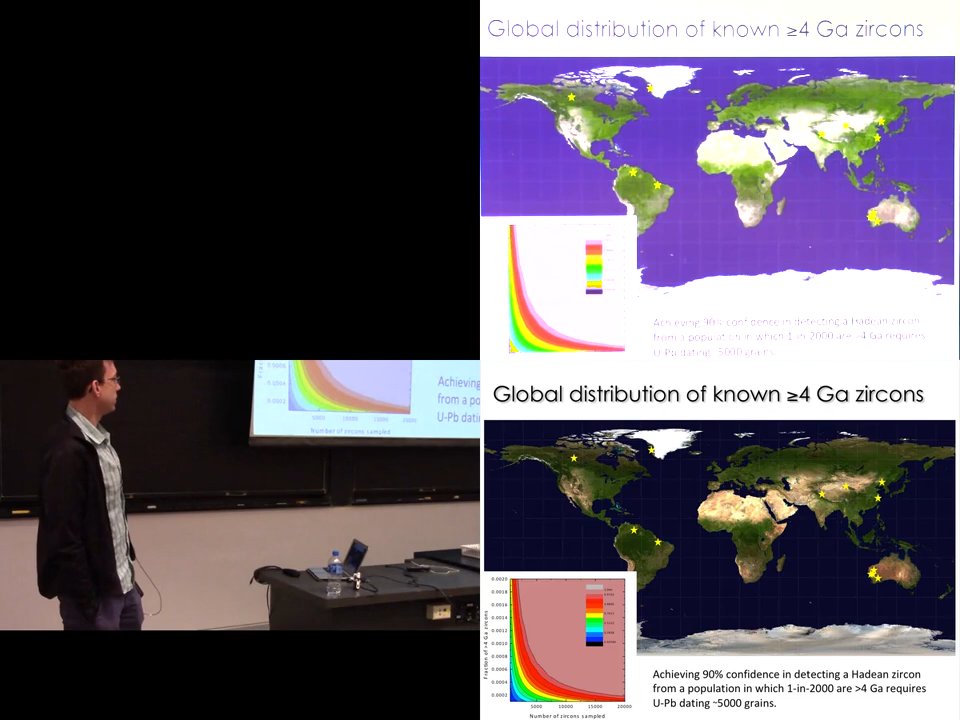 Global distribution of known ≥4 Ga zircons
Achieving 90% confidence in detecting a Hadean zircon
from a population in which 1-in-2000 are >4 Ga requires
U-Pb dating ~5000 grains.
Achieving
from a po
U-Pb dati
5000 10000 15000 20000
Number of zircons sampled
Global distribution of known ≥4 Ga zircons
0.0020
0.0018
0.0016
0.0014
0.0012
0.0010
0.0008
0.0006
0.0004
0.0002
Fraction of >4 Ga zircons
5000 10000 15000 20000
Number of zircons sampled
Achieving 90% confidence in detecting a Hadean zircon
from a population in which 1-in-2000 are >4 Ga requires
U-Pb dating ~5000 grains.